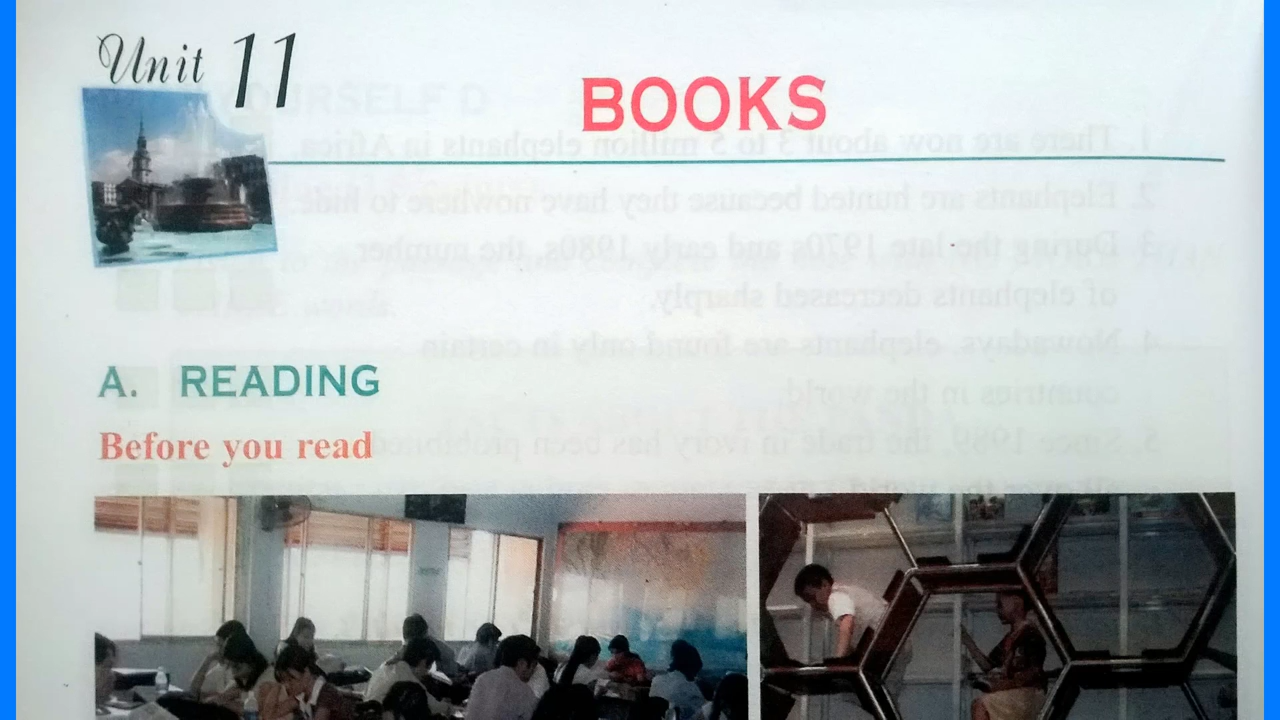 Unit 11
BOOKS
A. READING
Before you read
1. There are now about 3 to 5 million elephants in Africa.
2. Elephants are hunted because they have nowhere to hide.
3. During the late 1970s and early 1980s, the number
of elephants decreased sharply.
4. Nowadays, elephants are found only in certain
countries in the world.
5. Since 1989, the trade in ivory has been prohibited
all over the world.